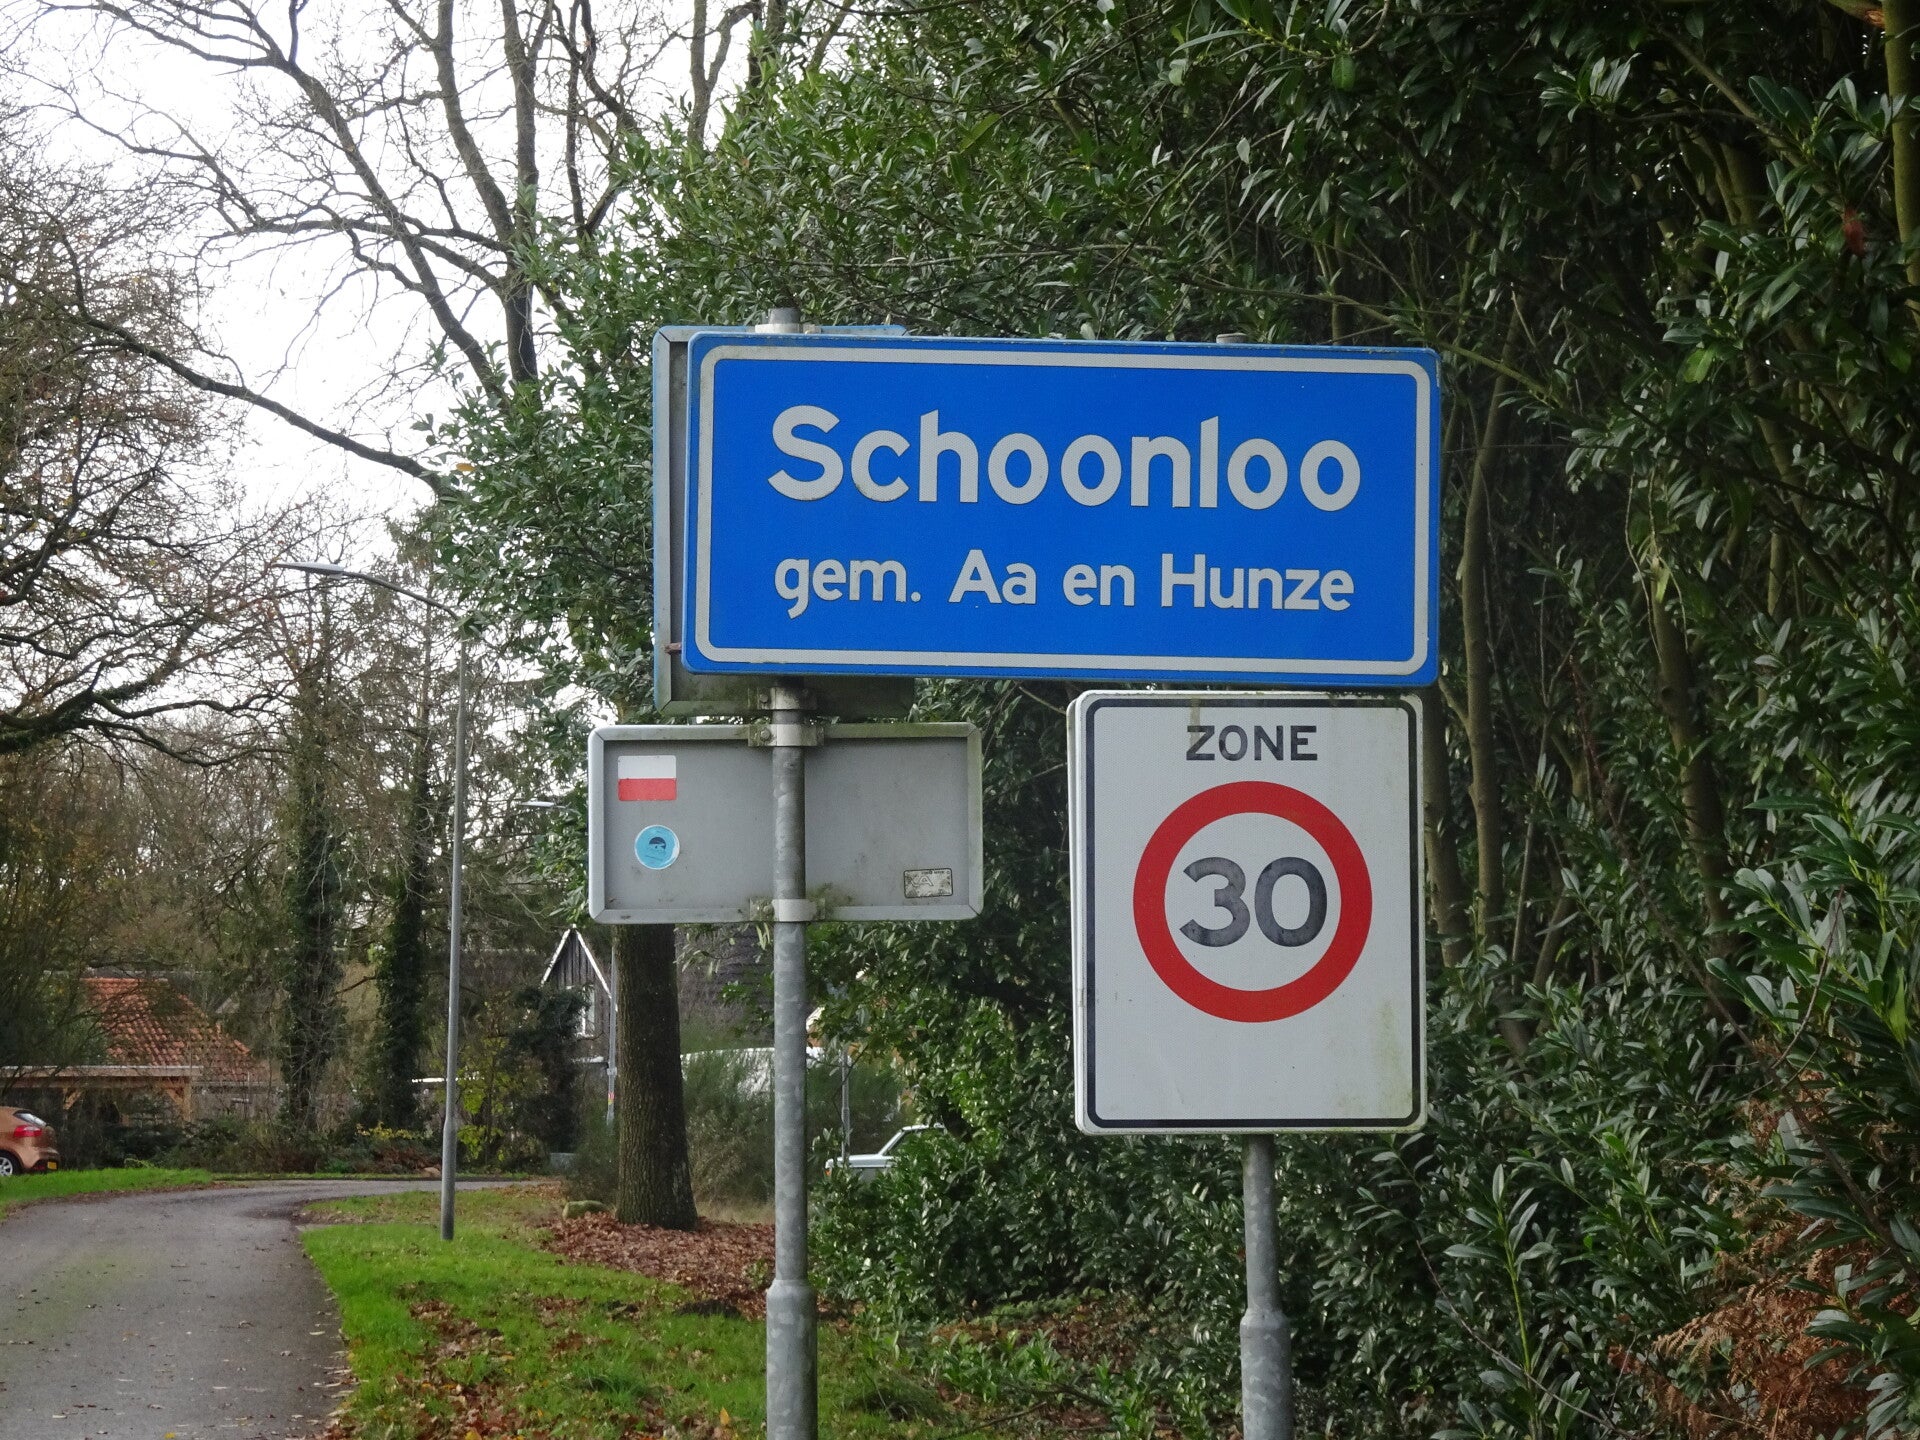 Schoonloo
gem. Aa en Hunze
ZONE
30